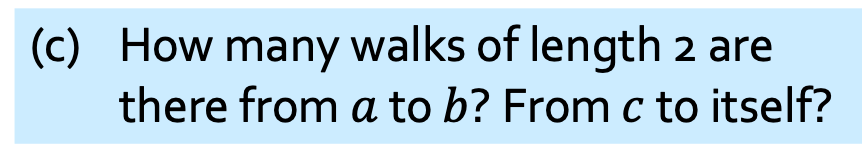 (c) How many walks of length 2 are
there from a to b? From c to itself?